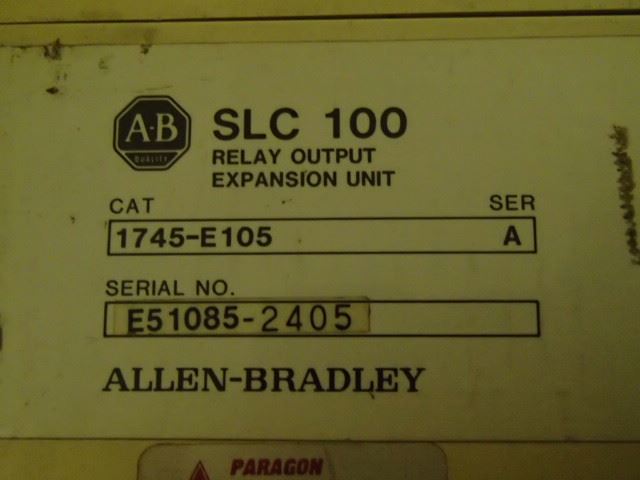 A-B
QUALITY
SLC 100
RELAY OUTPUT
EXPANSION UNIT
CAT SER
1745-E105 A
SERIAL NO.
E51085-2405
ALLEN-BRADLEY
PARAGON